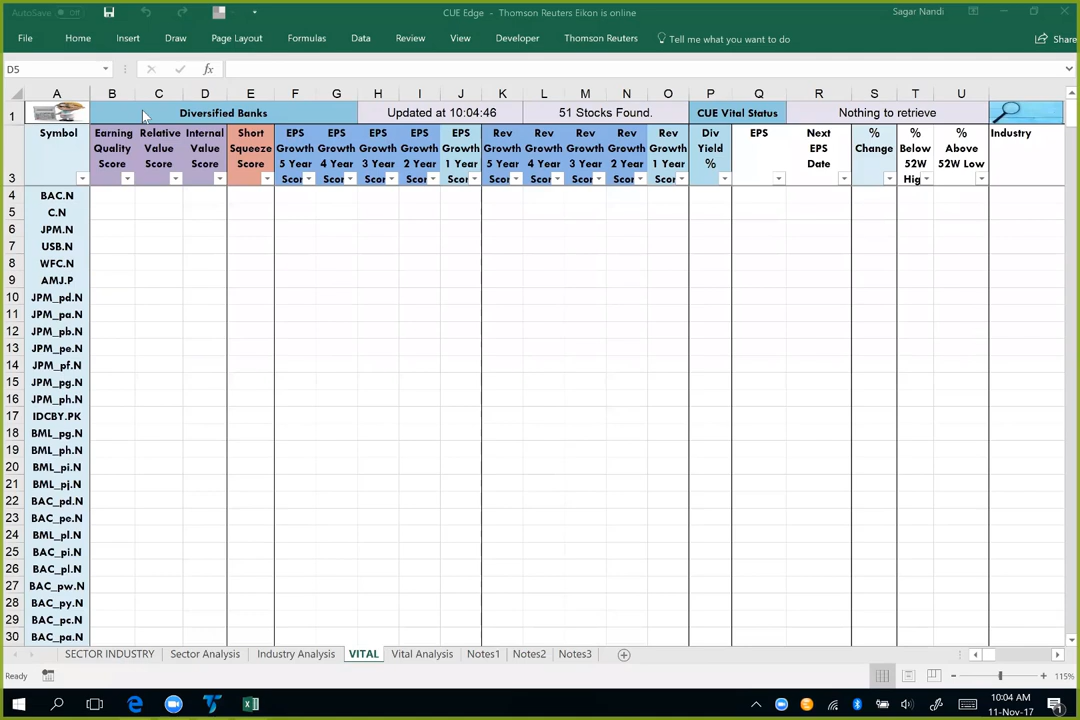 AutoSave Off
CUE Edge - Thomson Reuters Eikon is online
Sagar Nandi
File Home Insert Draw Page Layout Formulas Data Review View Developer Thomson Reuters Tell me what you want to do Share
D5 fx
A B C D E F G H I J K L M N O P Q R S T U
1 Diversified Banks Updated at 10:04:46 51 Stocks Found. CUE Vital Status Nothing to retrieve
Symbol Earning Relative Internal Short EPS EPS EPS EPS EPS Rev Rev Rev Rev Rev Div EPS Next % % % Industry
Quality Value Value Squeeze Growth Growth Growth Growth Growth Growth Growth Growth Growth Growth Yield EPS Change Below Above
Score Score Score Score 5 Year 4 Year 3 Year 2 Year 1 Year 5 Year 4 Year 3 Year 2 Year 1 Year % Date 52W 52W Low
3 Scor Scor Scor Scor Scor Scor Scor Scor Scor Scor Hig
4 BAC.N
5 C.N
6 JPM.N
7 USB.N
8 WFC.N
9 AMJ.P
10 JPM_pd.N
11 JPM_pa.N
12 JPM_pb.N
13 JPM_pe.N
14 JPM_pf.N
15 JPM_pg.N
16 JPM_ph.N
17 IDCBY.PK
18 BML_pg.N
19 BML_ph.N
20 BML_pi.N
21 BML_pj.N
22 BAC_pd.N
23 BAC_pe.N
24 BML_pl.N
25 BAC_pi.N
26 BAC_pl.N
27 BAC_pw.N
28 BAC_py.N
29 BAC_pc.N
30 BAC_pa.N
SECTOR INDUSTRY Sector Analysis Industry Analysis VITAL Vital Analysis Notes1 Notes2 Notes3
Ready 115%
10:04 AM
11-Nov-17 1